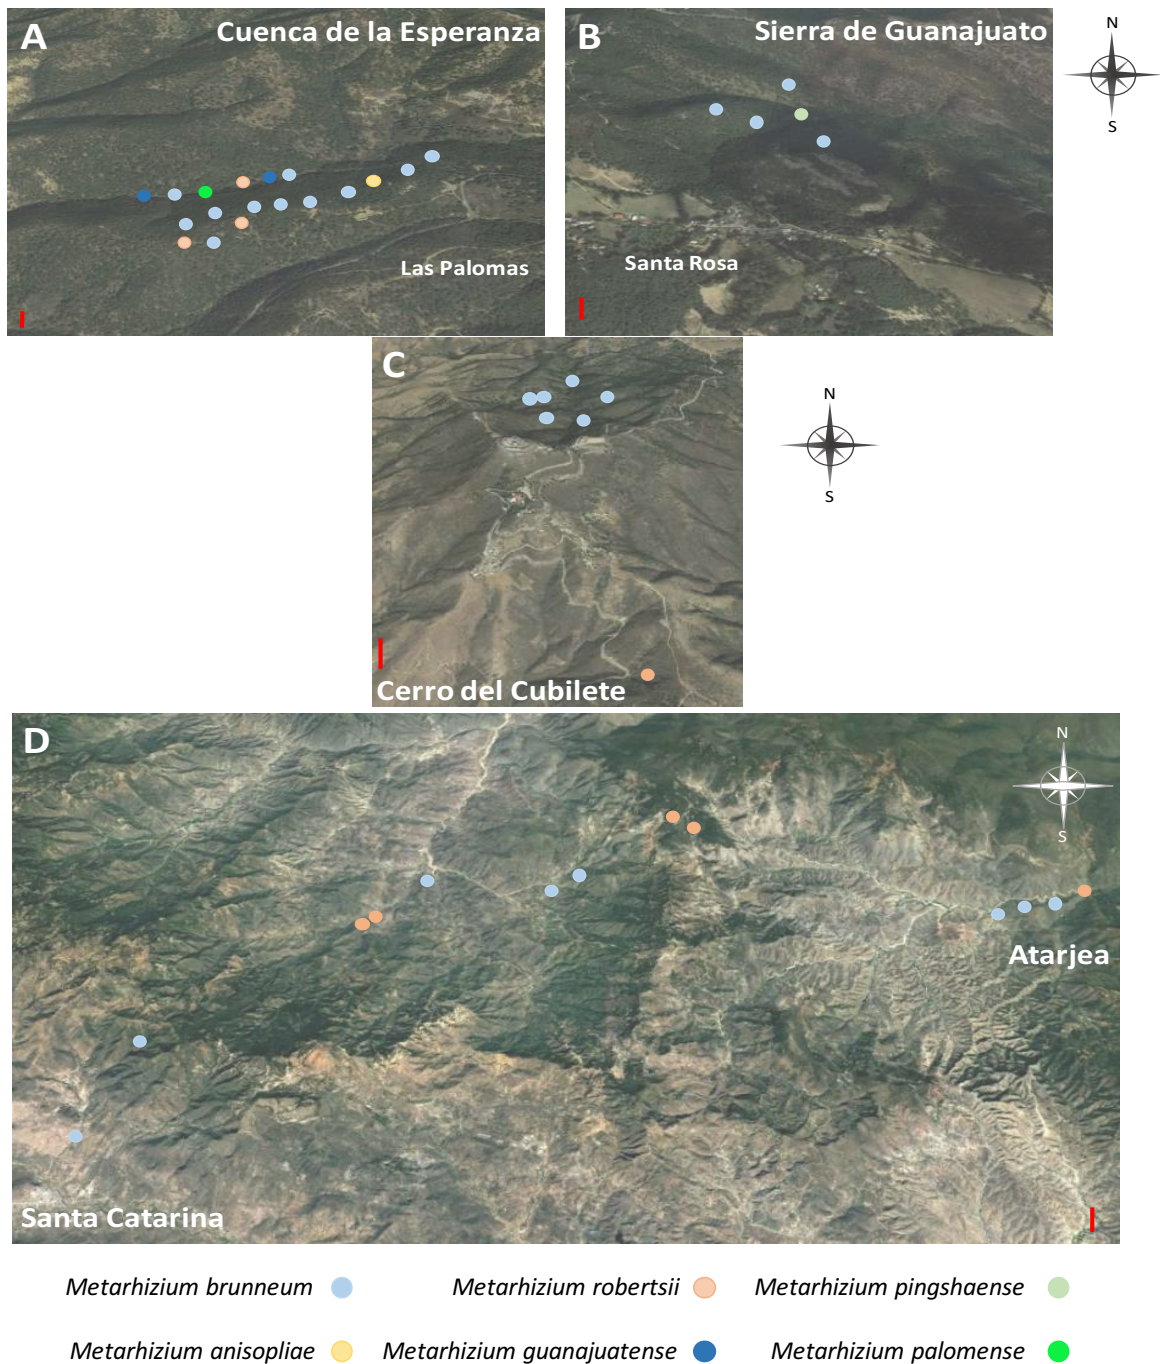 A
Cuenca de la Esperanza
Las Palomas
B
Sierra de Guanajuato
Santa Rosa
N
S
C
Cerro del Cubilete
N
S
D
N
S
Atarjea
Santa Catarina
Metarhizium brunneum
Metarhizium robertsii
Metarhizium pingshaense
Metarhizium anisopliae
Metarhizium guanajuatense
Metarhizium palomense